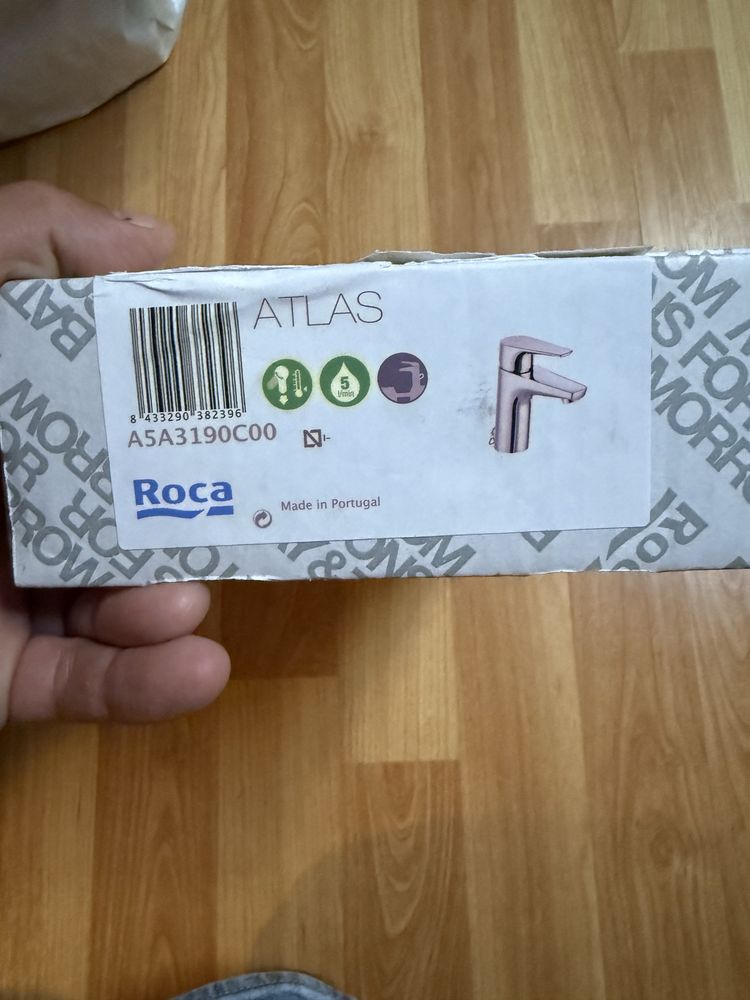 ATLAS
8 433290 382396
5
l/min
A5A3190C00
Roca
Made in Portugal